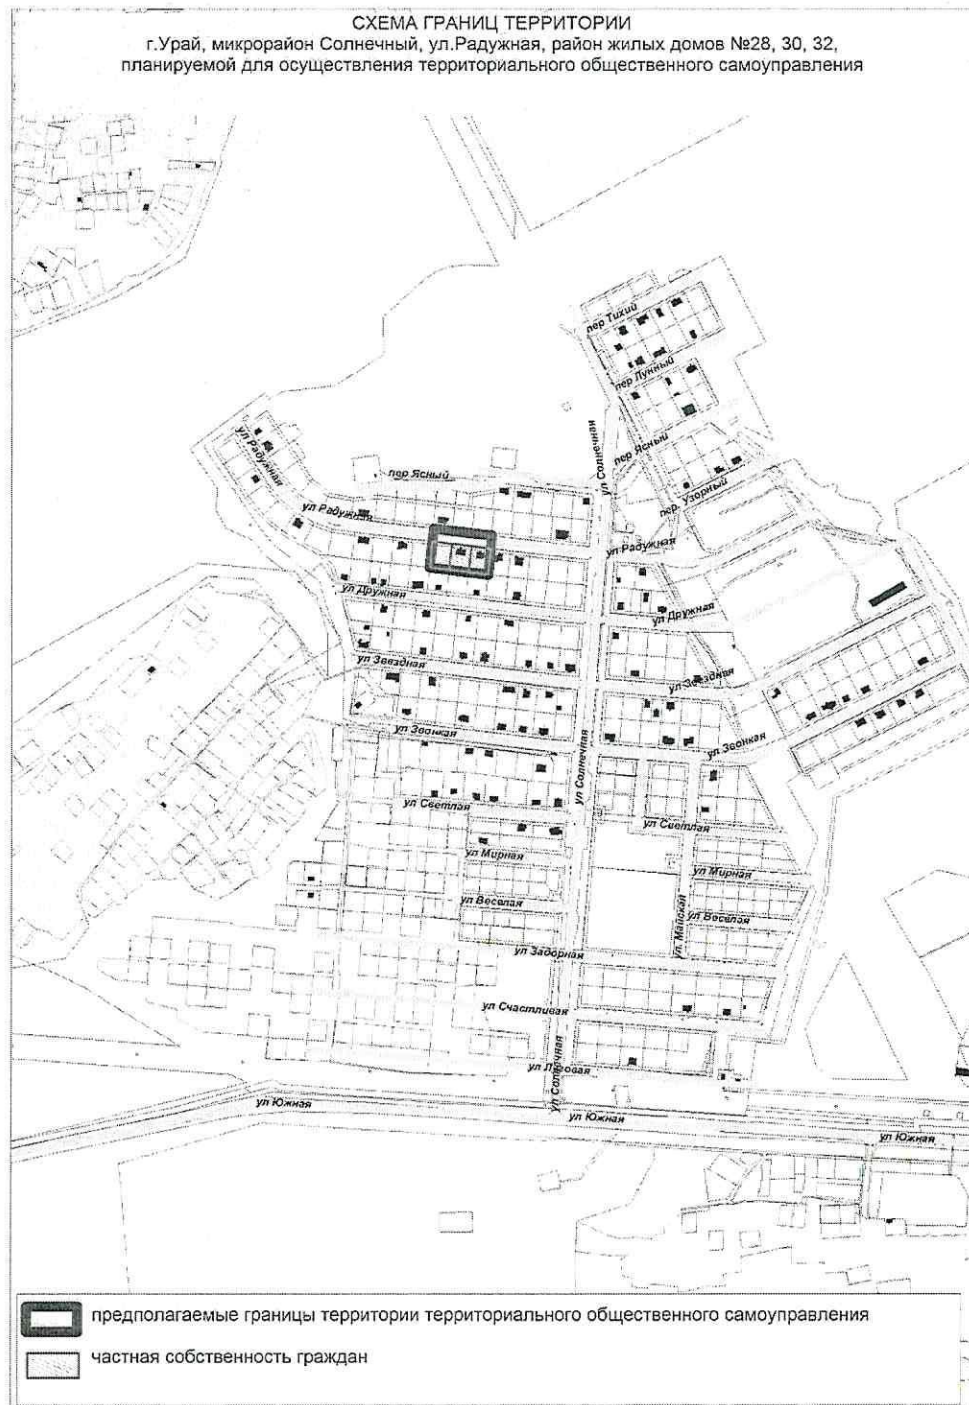 СХЕМА ГРАНИЦ ТЕРРИТОРИИ
г.Урай, микрорайон Солнечный, ул.Радужная, район жилых домов №28, 30, 32,
планируемой для осуществления территориального общественного самоуправления
пер Тихий
пер Лунный
ул Солнечная
пер Ясный
ул Радужная
пер Ясный
пер. Узорный
ул Радужная
ул Радужная
ул Дружная
ул Дружная
ул Звездная
ул Звездная
ул Звонкая
ул Солнечная
ул Звонкая
ул Светлая
ул Светлая
ул Мирная
ул Мирная
ул Веселая
ул. Майская
ул Веселая
ул Задорная
ул Счастливая
ул Солнечная
ул Луговая
ул Южная
ул Южная
ул Южная
предполагаемые границы территории территориального общественного самоуправления
частная собственность граждан